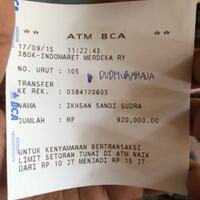 ATM BCA
17/09/15 11:22:43
J80K-INDOMARET MERDEKA RY
NO. URUT : 105
TRANSFER
KE REK. : 0384170805
NAMA : IKHSAN SANDI SUDRA
JUMLAH : RP 920,000.00
UNTUK KENYAMANAN BERTRANSAKSI
LIMIT SETORAN TUNAI DI ATM NAIK
DARI RP 10 JT MENJADI RP 15 JT
BCA